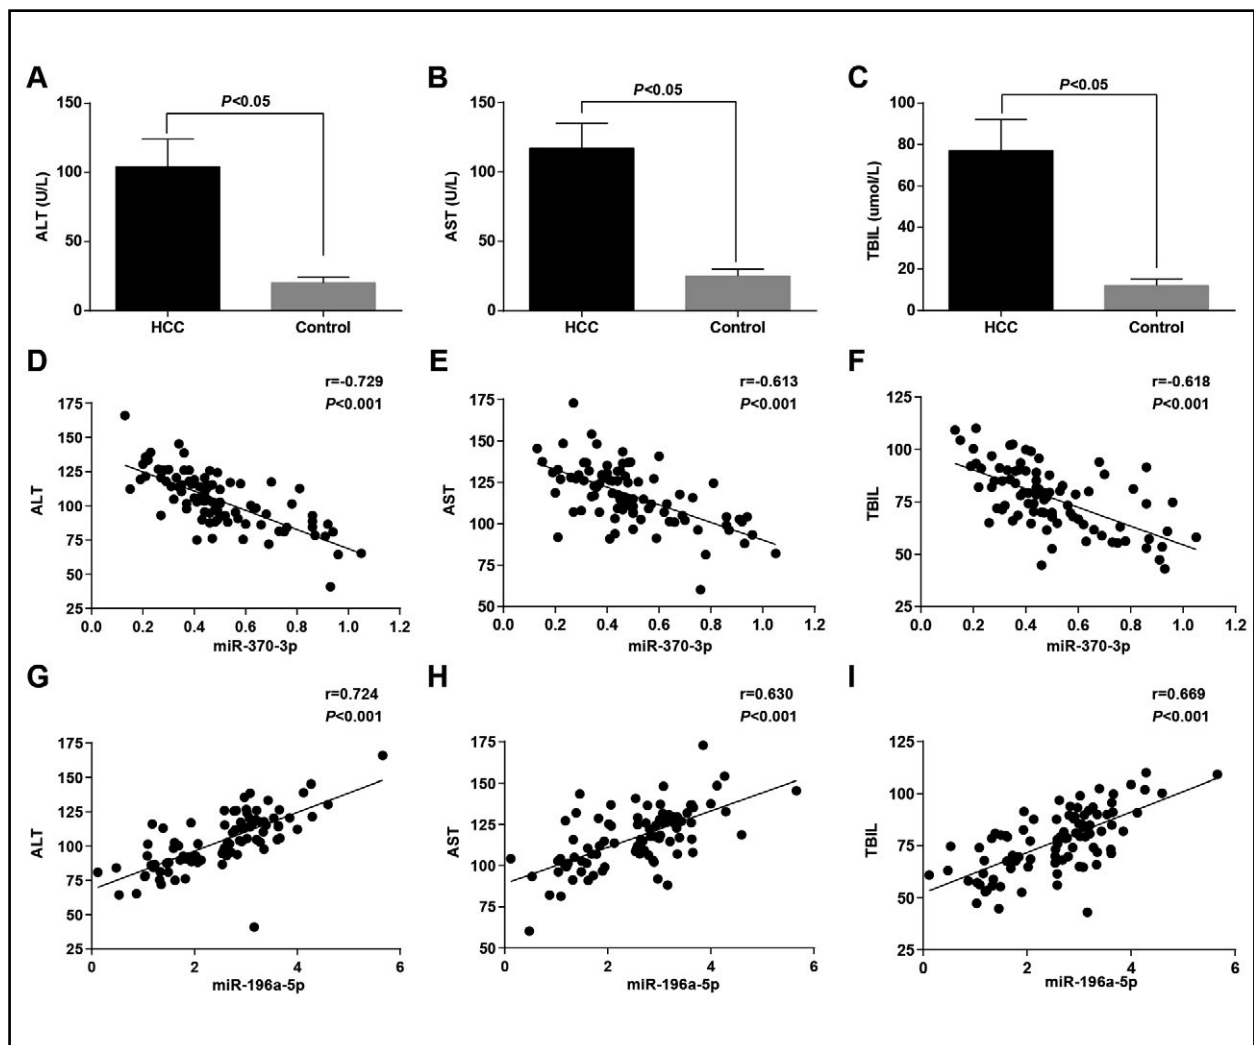 A
B
C
P<0.05
P<0.05
P<0.05
150
100
50
0
ALT (U/L)
HCC
Control
150
100
50
0
AST (U/L)
HCC
Control
100
80
60
40
20
0
TBIL (umol/L)
HCC
Control
D
r=-0.729
P<0.001
175
150
125
100
75
50
25
ALT
0.0 0.2 0.4 0.6 0.8 1.0 1.2
miR-370-3p
E
r=-0.613
P<0.001
175
150
125
100
75
50
AST
0.0 0.2 0.4 0.6 0.8 1.0 1.2
miR-370-3p
F
r=-0.618
P<0.001
125
100
75
50
25
TBIL
0.0 0.2 0.4 0.6 0.8 1.0 1.2
miR-370-3p
G
r=0.724
P<0.001
175
150
125
100
75
50
25
ALT
0 2 4 6
miR-196a-5p
H
r=0.630
P<0.001
175
150
125
100
75
50
AST
0 2 4 6
miR-196a-5p
I
r=0.669
P<0.001
125
100
75
50
25
TBIL
0 2 4 6
miR-196a-5p